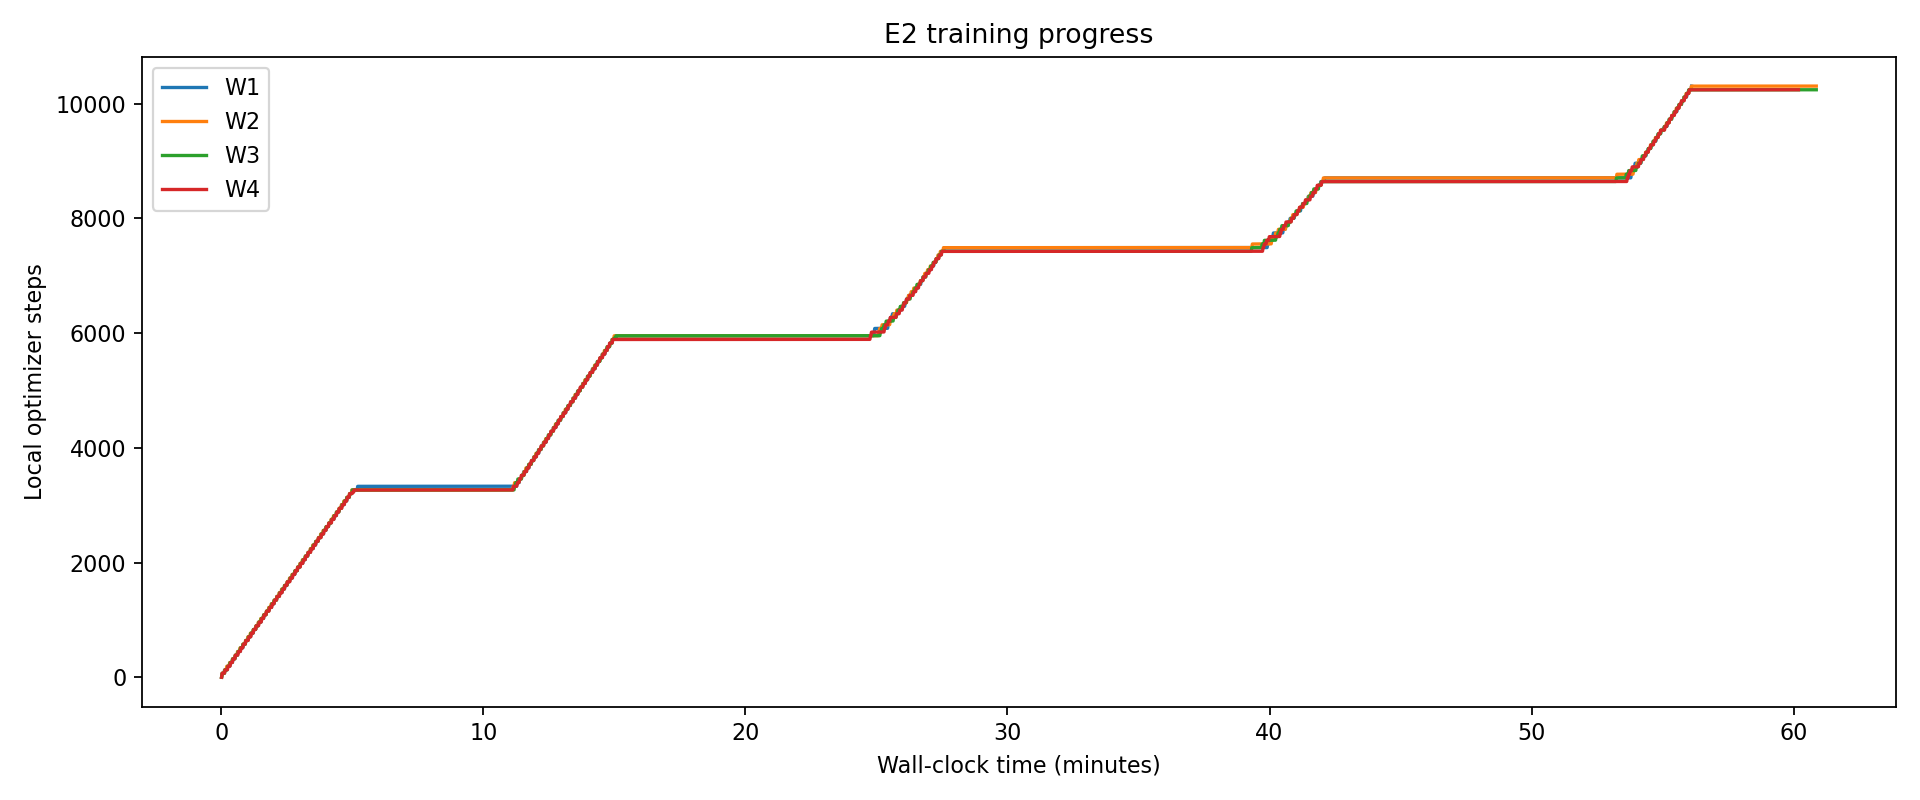 E2 training progress
W1
W2
W3
W4
10000
8000
6000
4000
2000
0
Local optimizer steps
0 10 20 30 40 50 60
Wall-clock time (minutes)